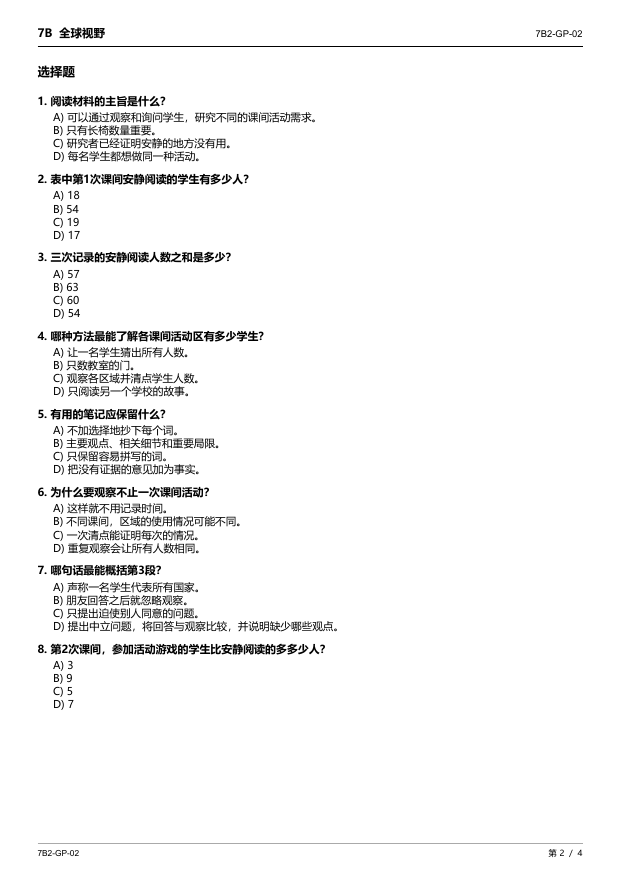 7B 全球视野
7B2-GP-02
选择题
1. 阅读材料的主旨是什么？
A) 可以通过观察和询问学生，研究不同的课间活动需求。
B) 只有长椅数量重要。
C) 研究者已经证明安静的地方没有用。
D) 每名学生都想做同一种活动。
2. 表中第1次课间安静阅读的学生有多少人？
A) 18
B) 54
C) 19
D) 17
3. 三次记录的安静阅读人数之和是多少？
A) 57
B) 63
C) 60
D) 54
4. 哪种方法最能了解各课间活动区有多少学生？
A) 让一名学生猜出所有人数。
B) 只数教室的门。
C) 观察各区域并清点学生人数。
D) 只阅读另一个学校的故事。
5. 有用的笔记应保留什么？
A) 不加选择地抄下每个词。
B) 主要观点、相关细节和重要局限。
C) 只保留容易拼写的词。
D) 把没有证据的意见加为事实。
6. 为什么要观察不止一次课间活动？
A) 这样就不用记录时间。
B) 不同课间，区域的使用情况可能不同。
C) 一次清点能证明每次的情况。
D) 重复观察会让所有人数相同。
7. 哪句话最能概括第3段？
A) 声称一名学生代表所有国家。
B) 朋友回答之后就忽略观察。
C) 只提出迫使别人同意的问题。
D) 提出中立问题，将回答与观察比较，并说明缺少哪些观点。
8. 第2次课间，参加活动游戏的学生比安静阅读的多多少人？
A) 3
B) 9
C) 5
D) 7
7B2-GP-02
第 2 / 4